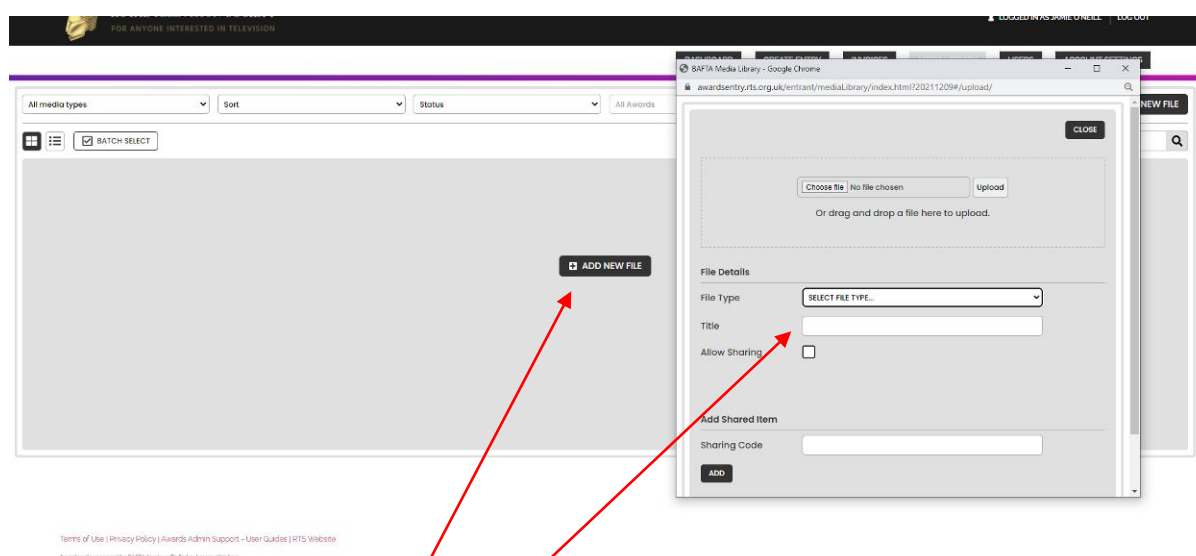 FOR ANYONE INTERESTED IN TELEVISION
LOGGED IN AS JAMIE O'NEILL LOG OUT
BAFTA Media Library - Google Chrome
awardsentry.rts.org.uk/entrant/mediaLibrary/index.html?20211209#/upload/
All media types Sort Status All Awards
NEW FILE
BATCH SELECT
CLOSE
Choose file No file chosen Upload
Or drag and drop a file here to upload.
ADD NEW FILE
File Details
File Type SELECT FILE TYPE...
Title
Allow Sharing
Add Shared Item
Sharing Code
ADD
Terms of Use | Privacy Policy | Awards Admin Support - User Guides | RTS Website